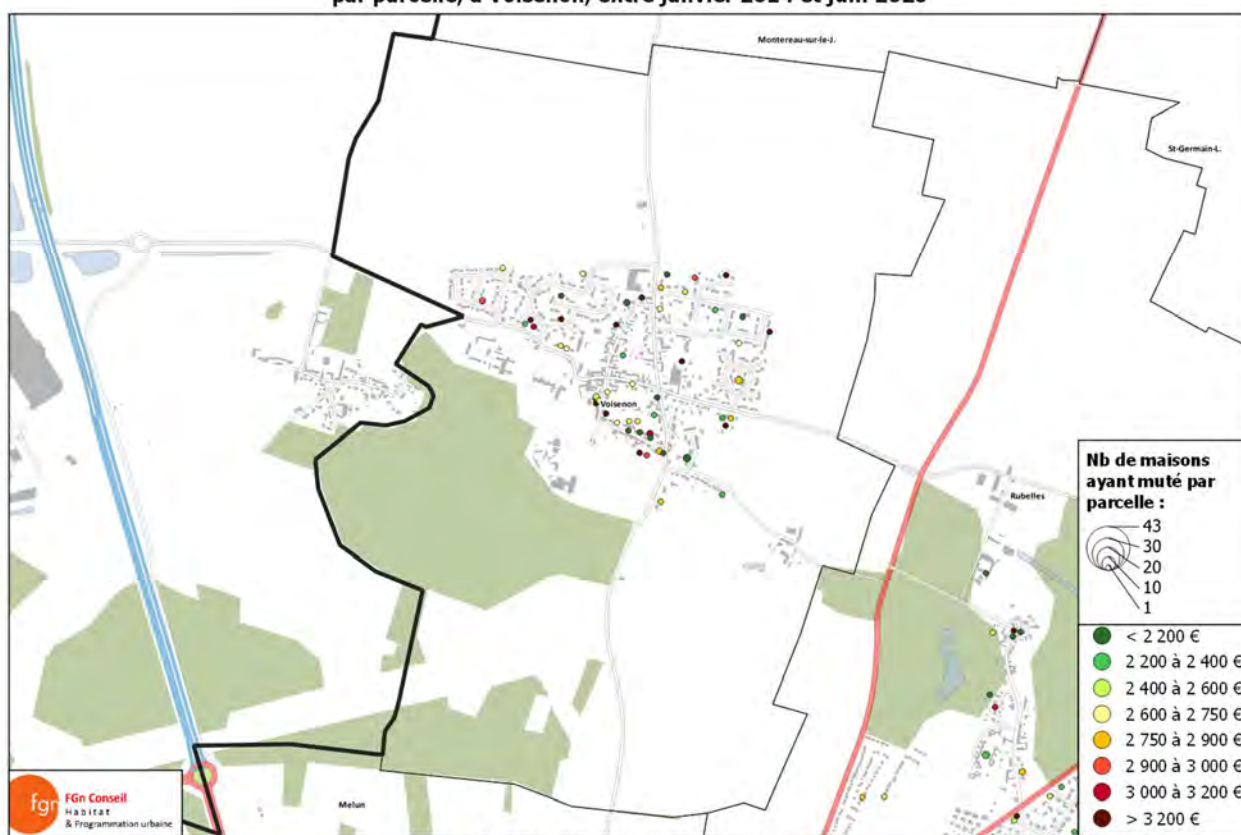 par parcelle, à Voisenon, entre janvier 2014 et juin 2020
Montereau-sur-le-J.
St-Germain-L.
Voisenon
Rubelles
Melun
Nb de maisons
ayant muté par
parcelle :
43
30
20
10
1
< 2 200 €
2 200 à 2 400 €
2 400 à 2 600 €
2 600 à 2 750 €
2 750 à 2 900 €
2 900 à 3 000 €
3 000 à 3 200 €
> 3 200 €
fgn
FGn Conseil
Habitat
& Programmation urbaine